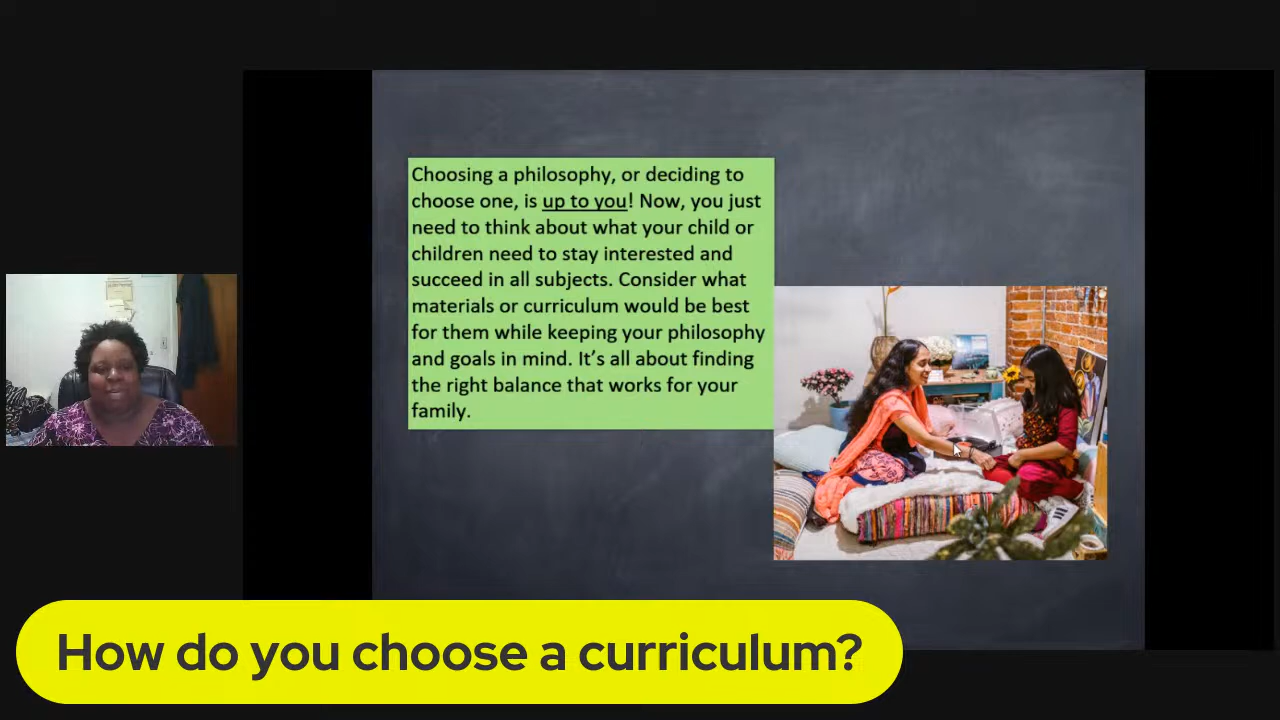 Choosing a philosophy, or deciding to
choose one, is up to you! Now, you just
need to think about what your child or
children need to stay interested and
succeed in all subjects. Consider what
materials or curriculum would be best
for them while keeping your philosophy
and goals in mind. It’s all about finding
the right balance that works for your
family.
How do you choose a curriculum?